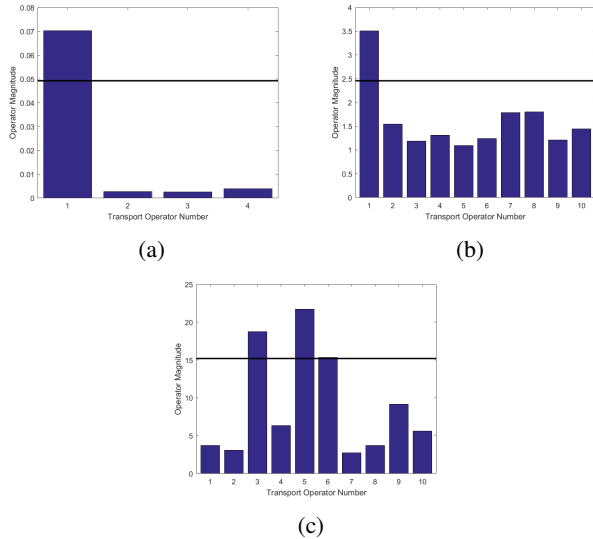 0.08
0.07
0.06
0.05
0.04
0.03
0.02
0.01
0
Operator Magnitude
1 2 3 4
Transport Operator Number
(a)
4
3.5
3
2.5
2
1.5
1
0.5
0
Operator Magnitude
1 2 3 4 5 6 7 8 9 10
Transport Operator Number
(b)
25
20
15
10
5
0
Operator Magnitude
1 2 3 4 5 6 7 8 9 10
Transport Operator Number
(c)